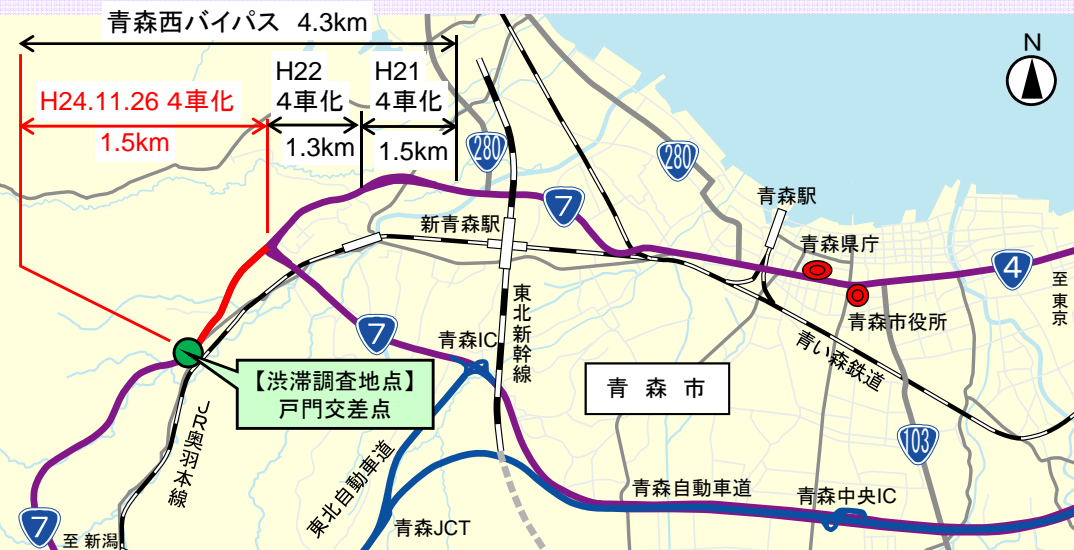 青森西バイパス 4.3km
H24.11.26 4車化
1.5km
H22
4車化
1.3km
H21
4車化
1.5km
N
280
280
7
新青森駅
青森駅
青森県庁
4
至 東京
青森市役所
青い森鉄道
東北新幹線
7
青森IC
青 森 市
【渋滞調査地点】
戸門交差点
JR奥羽本線
103
東北自動車道
青森自動車道
青森中央IC
7
至 新潟
青森JCT